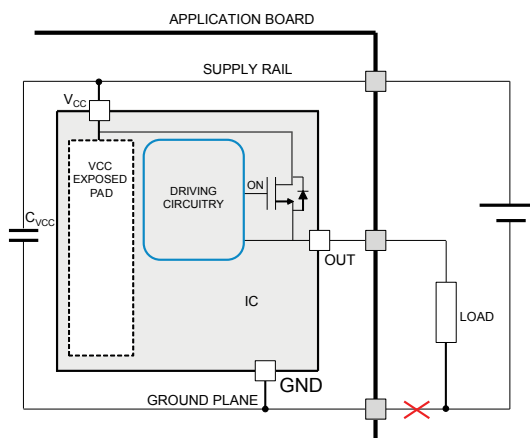 APPLICATION BOARD
SUPPLY RAIL
VCC
VCC
EXPOSED
PAD
DRIVING
CIRCUITRY
ON
CVCC
OUT
IC
LOAD
GND
GROUND PLANE